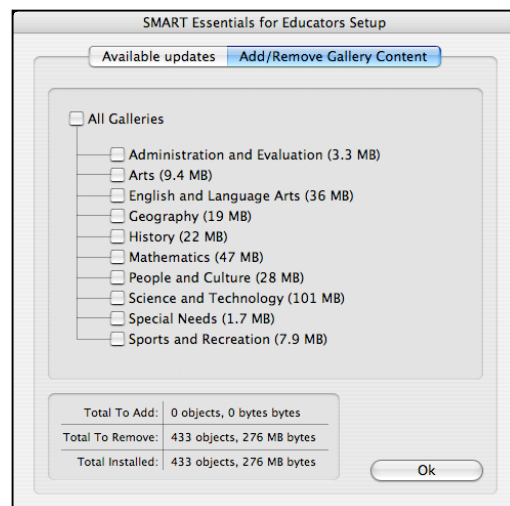 SMART Essentials for Educators Setup
Available updates Add/Remove Gallery Content
All Galleries
Administration and Evaluation (3.3 MB)
Arts (9.4 MB)
English and Language Arts (36 MB)
Geography (19 MB)
History (22 MB)
Mathematics (47 MB)
People and Culture (28 MB)
Science and Technology (101 MB)
Special Needs (1.7 MB)
Sports and Recreation (7.9 MB)
Total To Add: 0 objects, 0 bytes bytes
Total To Remove: 433 objects, 276 MB bytes
Total Installed: 433 objects, 276 MB bytes
Ok